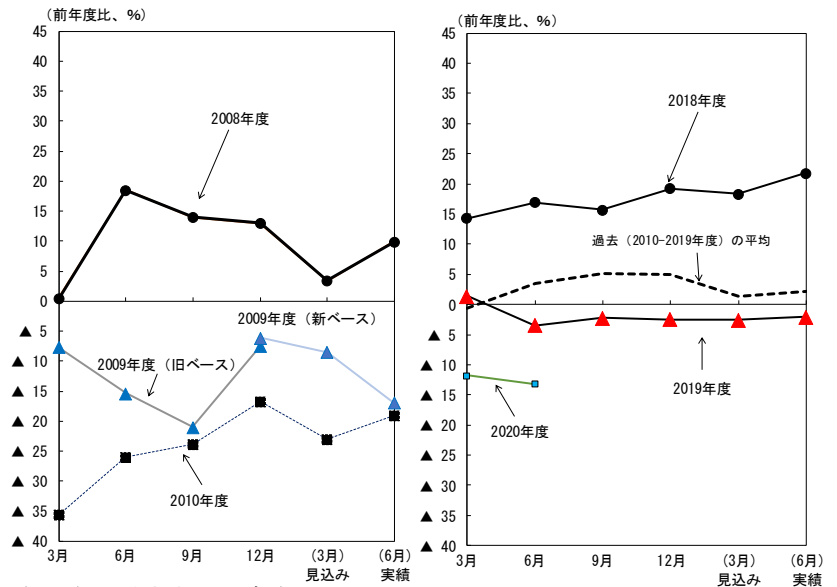 (前年度比、%)
45
40
35
30
25
20
15
10
5
0
▲ 5
▲ 10
▲ 15
▲ 20
▲ 25
▲ 30
▲ 35
▲ 40
2008年度
2009年度(新ベース)
2009年度(旧ベース)
2010年度
3月
6月
9月
12月
(3月)
見込み
(6月)
実績
(前年度比、%)
45
40
35
30
25
20
15
10
5
0
▲ 5
▲ 10
▲ 15
▲ 20
▲ 25
▲ 30
▲ 35
▲ 40
2018年度
過去(2010-2019年度)の平均
2019年度
2020年度
3月
6月
9月
12月
(3月)
見込み
(6月)
実績